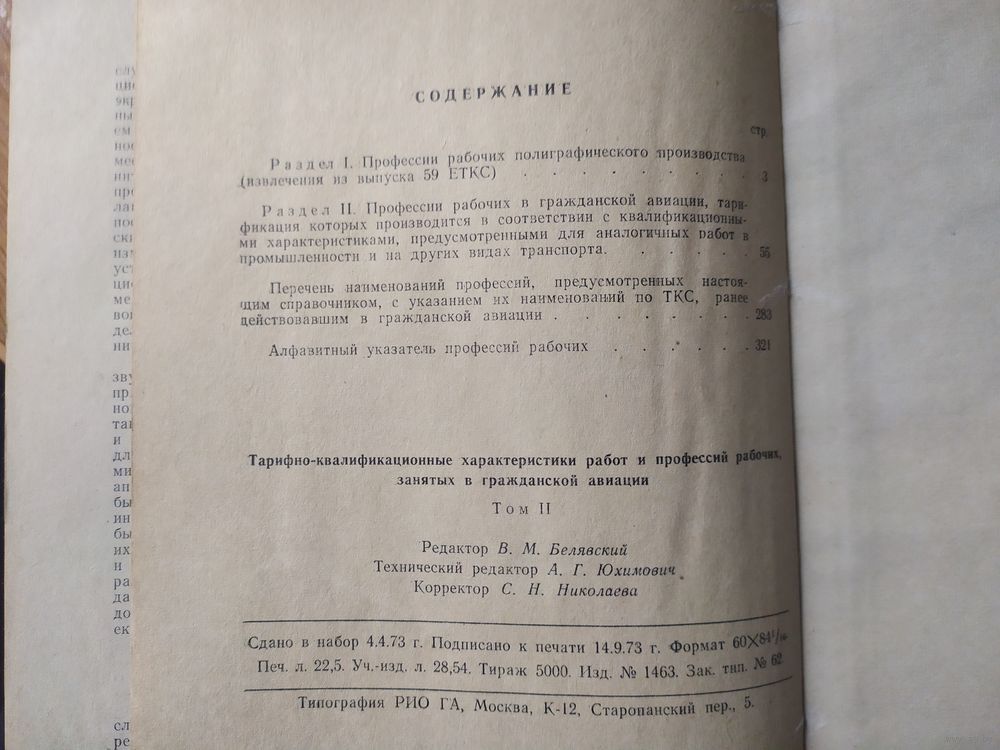 СОДЕРЖАНИЕ
стр.
Раздел I. Профессии рабочих полиграфического производства
(извлечения из выпуска 59 ЕТКС) . . . . . . . . . 3
Раздел II. Профессии рабочих в гражданской авиации, тари-
фикация которых производится в соответствии с квалификационны-
ми характеристиками, предусмотренными для аналогичных работ в
промышленности и на других видах транспорта. . . . . . 56
Перечень наименований профессий, предусмотренных настоя-
щим справочником, с указанием их наименований по ТКС, ранее
действовавшим в гражданской авиации . . . . . . . . 283
Алфавитный указатель профессий рабочих . . . . . . 321
Тарифно-квалификационные характеристики работ и профессий рабочих,
занятых в гражданской авиации
Том II
Редактор В. М. Белявский
Технический редактор А. Г. Юхимович
Корректор С. Н. Николаева
Сдано в набор 4.4.73 г. Подписано к печати 14.9.73 г. Формат 60×84¹/₁₆
Печ. л. 22,5. Уч.-изд. л. 28,54. Тираж 5000. Изд. № 1463. Зак. тип. № 62
Типография РИО ГА, Москва, К-12, Старопанский пер., 5.